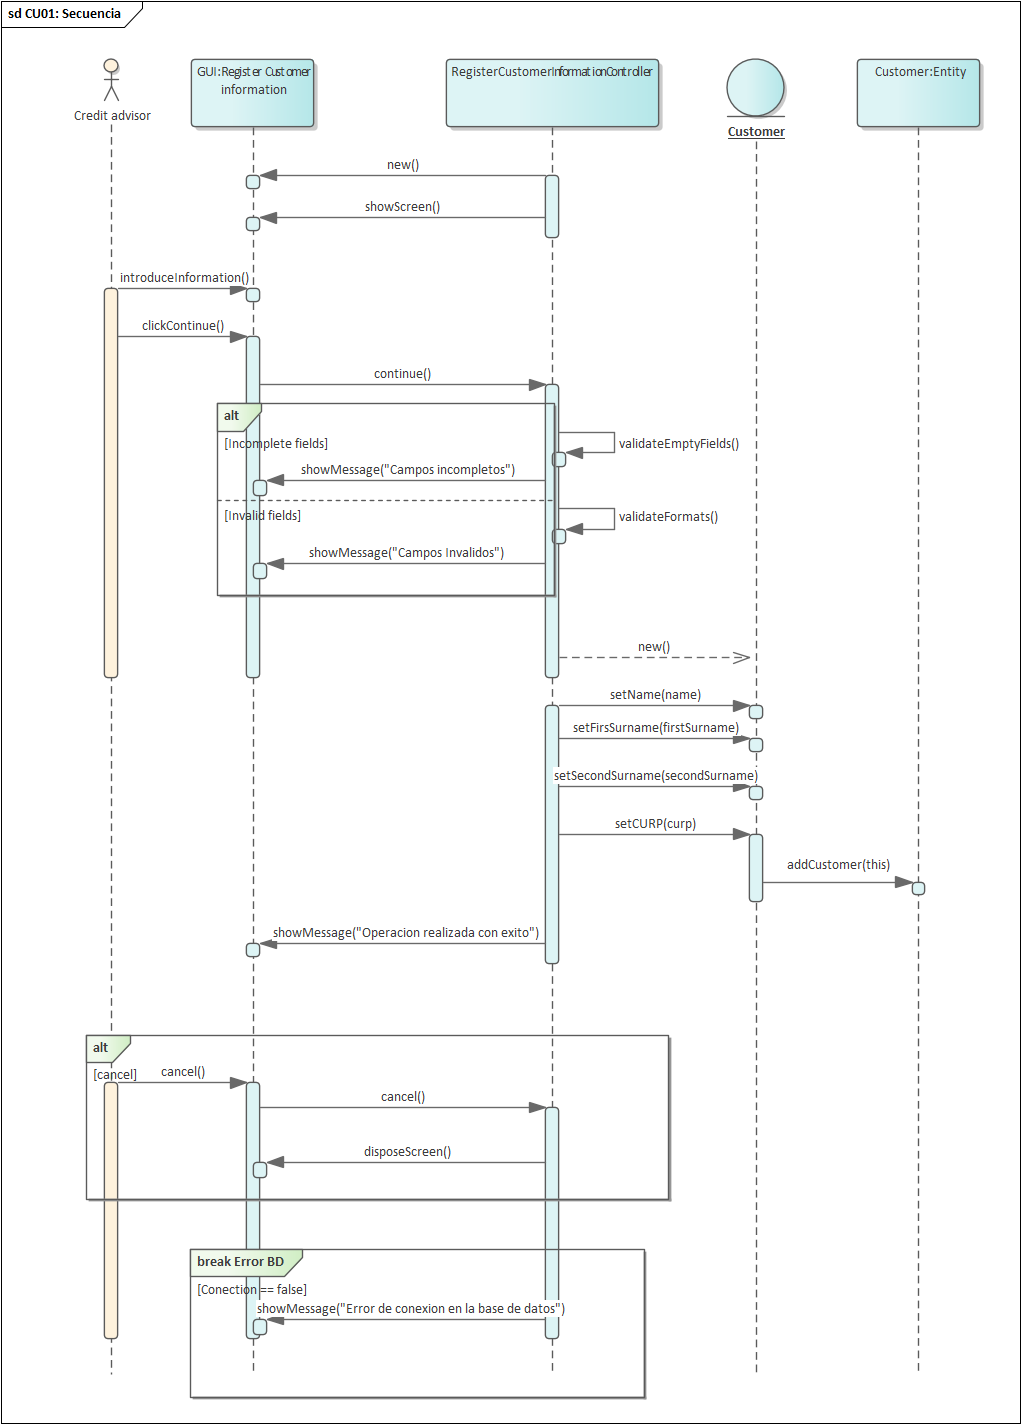 sd CU01: Secuencia
Credit advisor
GUI:Register Customer
information
RegisterCustomerInformationController
Customer
Customer:Entity
new()
showScreen()
introduceInformation()
clickContinue()
continue()
alt
[Incomplete fields]
validateEmptyFields()
showMessage("Campos incompletos")
[Invalid fields]
validateFormats()
showMessage("Campos Invalidos")
new()
setName(name)
setFirsSurname(firstSurname)
setSecondSurname(secondSurname)
setCURP(curp)
addCustomer(this)
showMessage("Operacion realizada con exito")
alt
[cancel]
cancel()
cancel()
disposeScreen()
break Error BD
[Conection == false]
showMessage("Error de conexion en la base de datos")